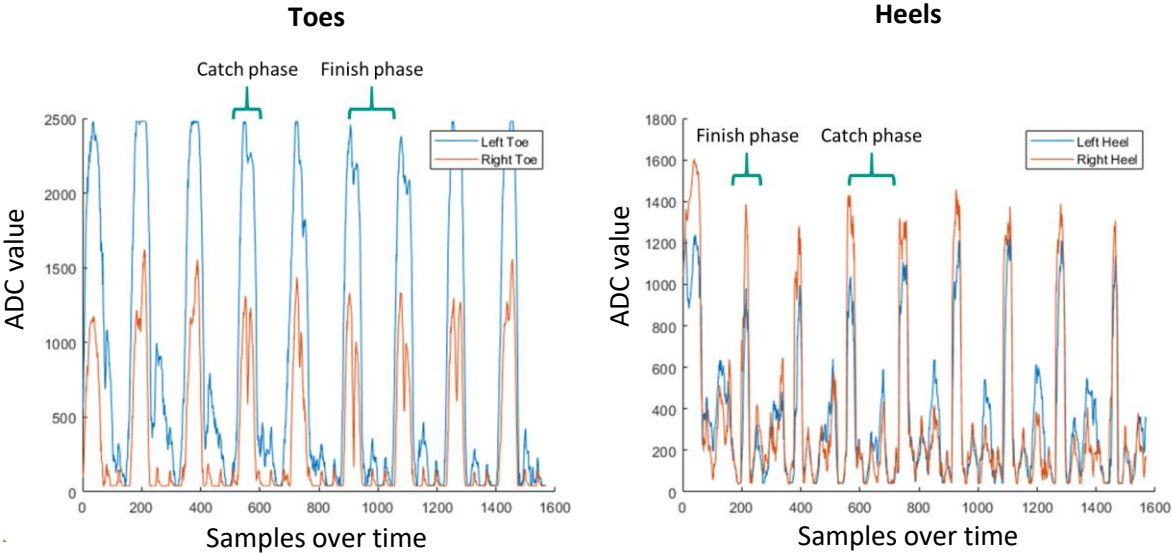 Toes
Heels
Catch phase
Finish phase
2500
2000
1500
1000
500
0
Left Toe
Right Toe
ADC value
0
200
400
600
800
1000
1200
1400
1600
Samples over time
1800
1600
1400
1200
1000
800
600
400
200
0
Finish phase
Catch phase
Left Heel
Right Heel
ADC value
0
200
400
600
800
1000
1200
1400
1600
Samples over time